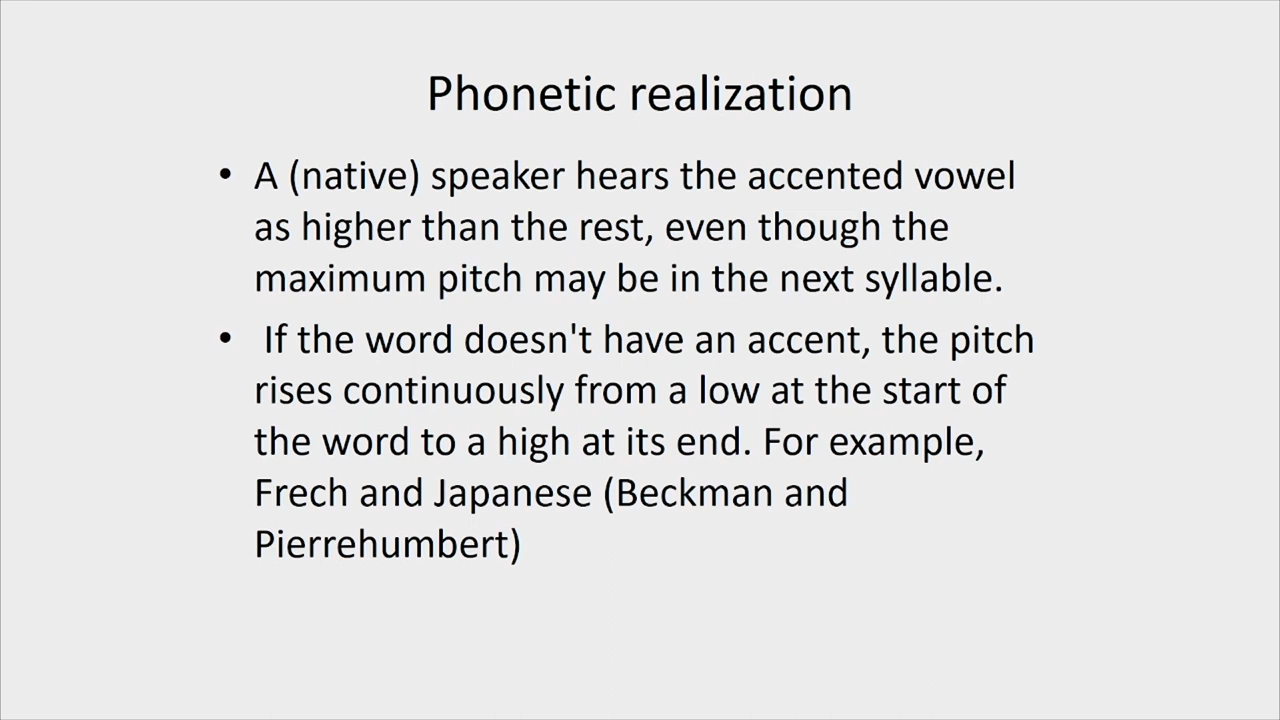 Phonetic realization
• A (native) speaker hears the accented vowel
as higher than the rest, even though the
maximum pitch may be in the next syllable.
• If the word doesn't have an accent, the pitch
rises continuously from a low at the start of
the word to a high at its end. For example,
Frech and Japanese (Beckman and
Pierrehumbert)